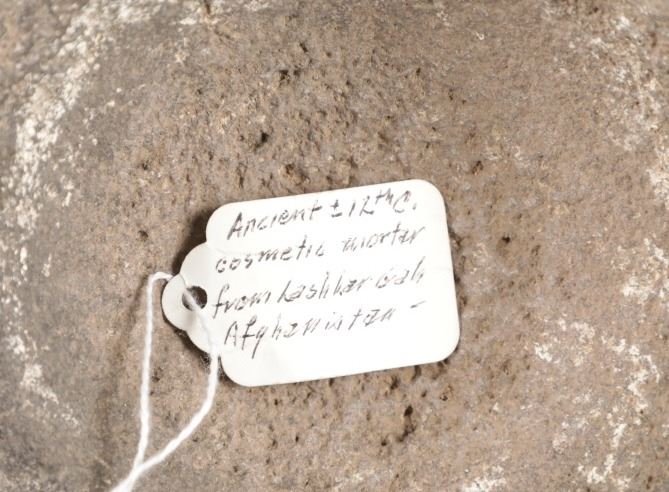 Ancient ± 12th C.
cosmetic mortar
from Lashkar Gah
Afghanistan -